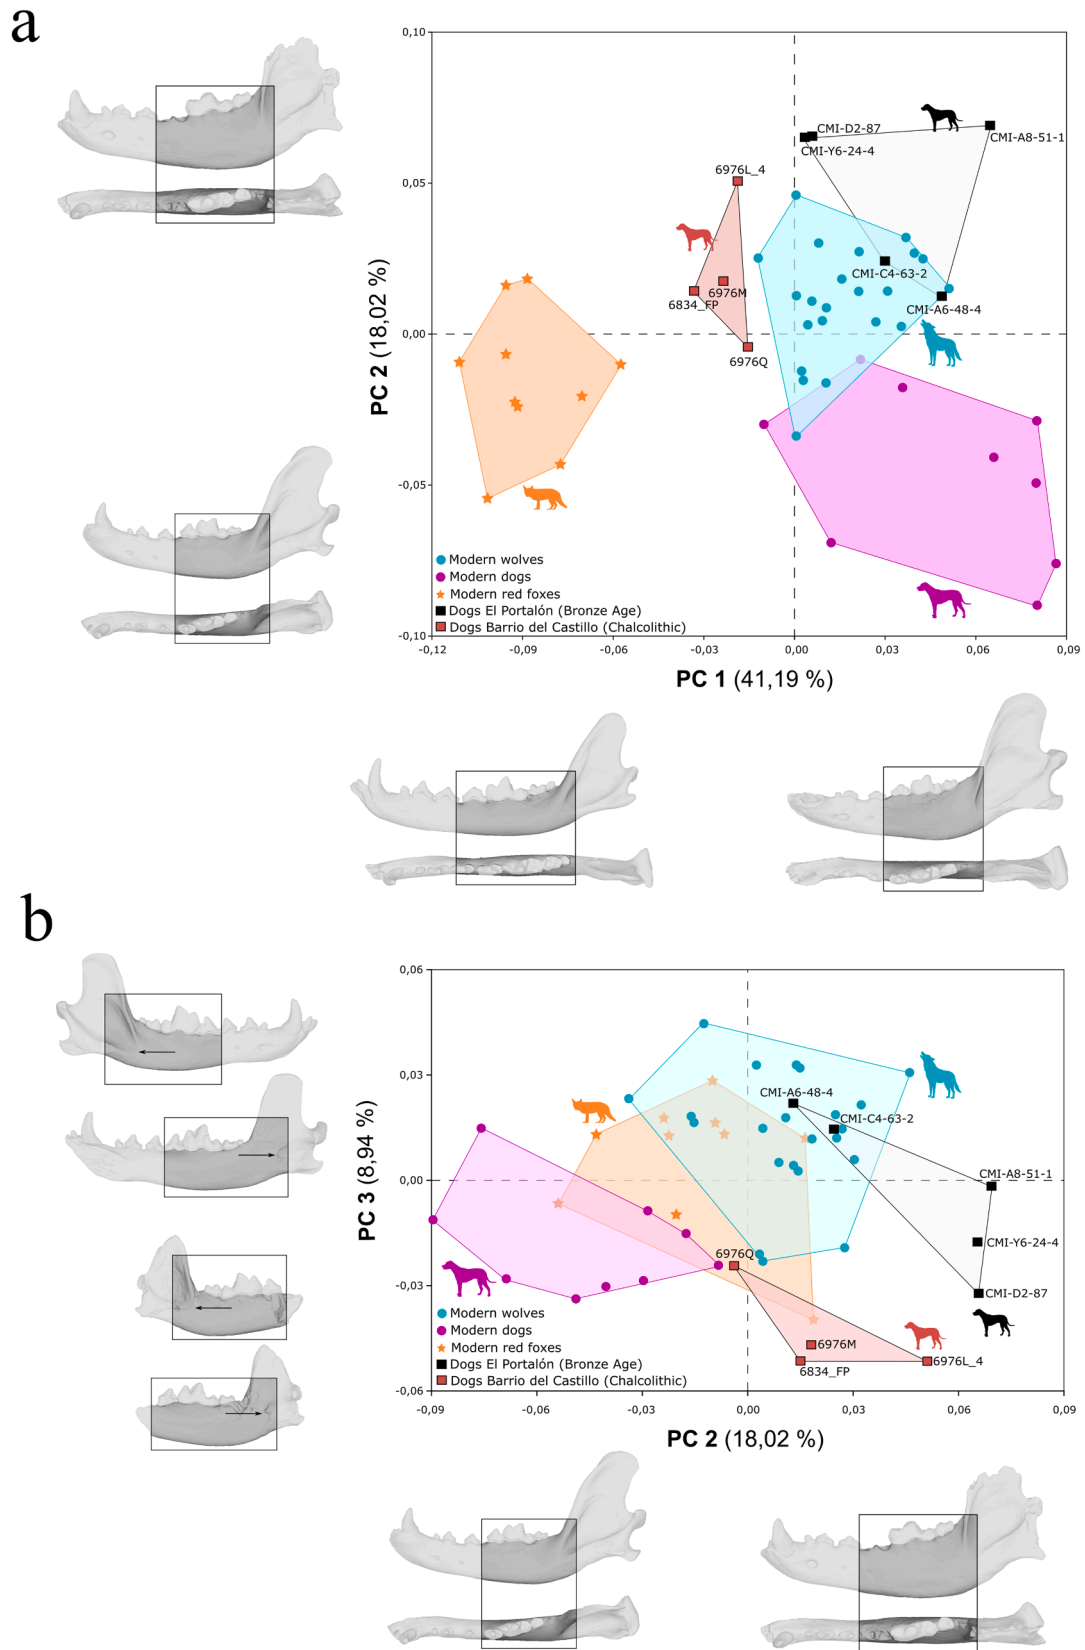 a
0,10
0,05
0,00
-0,05
-0,10
PC 2 (18,02 %)
CMI-D2-87
CMI-Y6-24-4
CMI-A8-51-1
6976L_4
CMI-C4-63-2
6976M
6834_FP
CMI-A6-48-4
6976Q
Modern wolves
Modern dogs
Modern red foxes
Dogs El Portalón (Bronze Age)
Dogs Barrio del Castillo (Chalcolithic)
-0,12 -0,09 -0,06 -0,03 0,00 0,03 0,06 0,09
PC 1 (41,19 %)
b
0,06
0,03
0,00
-0,03
-0,06
PC 3 (8,94 %)
CMI-A6-48-4
CMI-C4-63-2
CMI-A8-51-1
CMI-Y6-24-4
6976Q
CMI-D2-87
6976M
6834_FP
6976L_4
Modern wolves
Modern dogs
Modern red foxes
Dogs El Portalón (Bronze Age)
Dogs Barrio del Castillo (Chalcolithic)
-0,09 -0,06 -0,03 0,00 0,03 0,06 0,09
PC 2 (18,02 %)